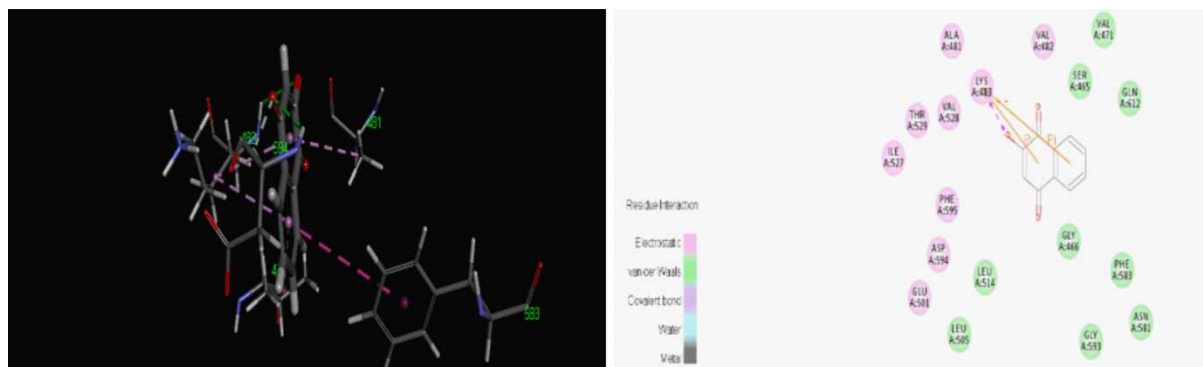 481
594
583
ALA
A:481
VAL
A:482
VAL
A:471
LYS
A:483
SER
A:465
GLN
A:612
THR
A:529
VAL
A:528
ILE
A:527
PHE
A:595
GLY
A:466
ASP
A:594
LEU
A:514
PHE
A:583
GLU
A:501
LEU
A:505
GLY
A:593
ASN
A:581
Residue Interaction
Electrostatic
van der Waals
Covalent bond
Water
Metal